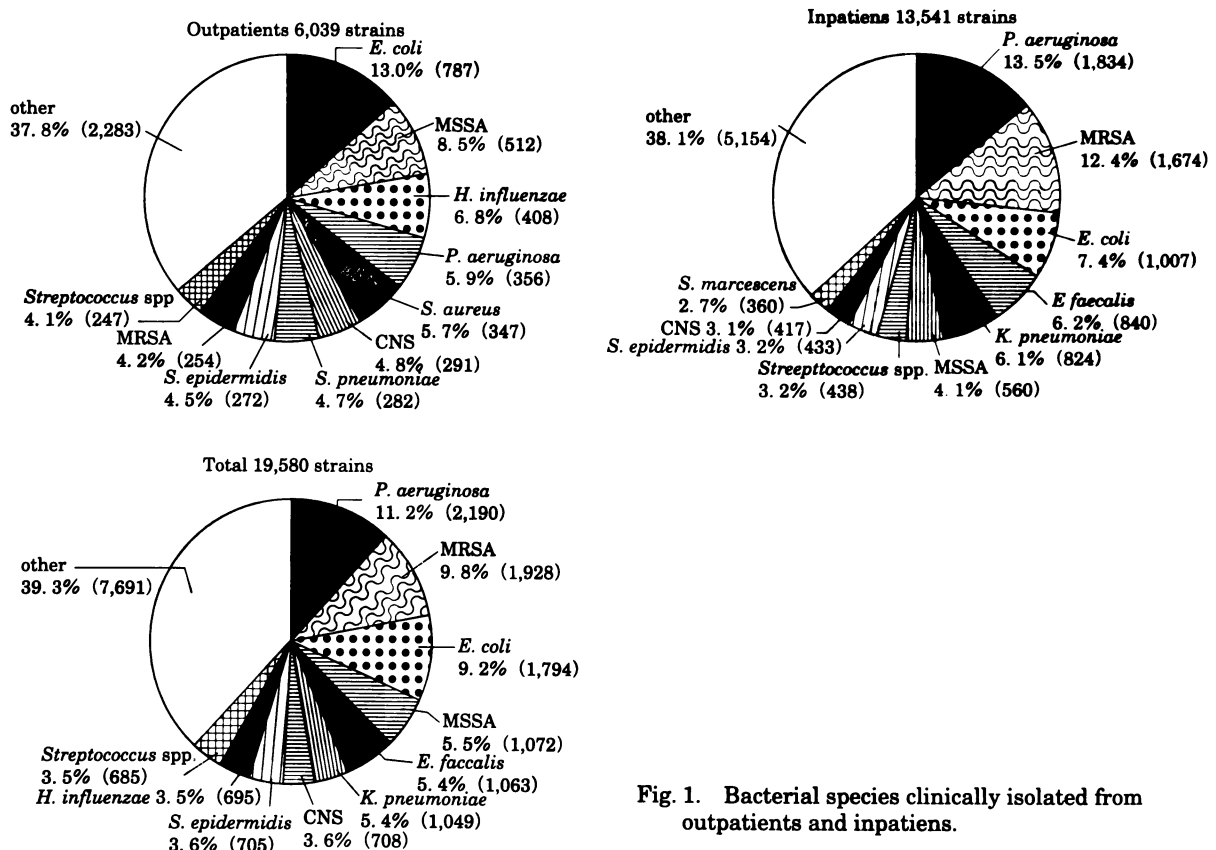 Outpatients 6,039 strains
E. coli
13.0% (787)
MSSA
8.5% (512)
H. influenzae
6.8% (408)
P. aeruginosa
5.9% (356)
S. aureus
5.7% (347)
CNS
4.8% (291)
S. pneumoniae
4.7% (282)
S. epidermidis
4.5% (272)
MRSA
4.2% (254)
Streptococcus spp
4.1% (247)
other
37.8% (2,283)
Inpatiens 13,541 strains
P. aeruginosa
13.5% (1,834)
MRSA
12.4% (1,674)
E. coli
7.4% (1,007)
E faecalis
6.2% (840)
K. pneumoniae
6.1% (824)
MSSA
4.1% (560)
Streepttococcus spp.
3.2% (438)
S. epidermidis 3.2% (433)
CNS 3.1% (417)
S. marcescens
2.7% (360)
other
38.1% (5,154)
Total 19,580 strains
P. aeruginosa
11.2% (2,190)
MRSA
9.8% (1,928)
E. coli
9.2% (1,794)
MSSA
5.5% (1,072)
E. faccalis
5.4% (1,063)
K. pneumoniae
5.4% (1,049)
CNS
3.6% (708)
S. epidermidis
3.6% (705)
H. influenzae 3.5% (695)
Streptococcus spp.
3.5% (685)
other
39.3% (7,691)
Fig. 1. Bacterial species clinically isolated from
outpatients and inpatiens.